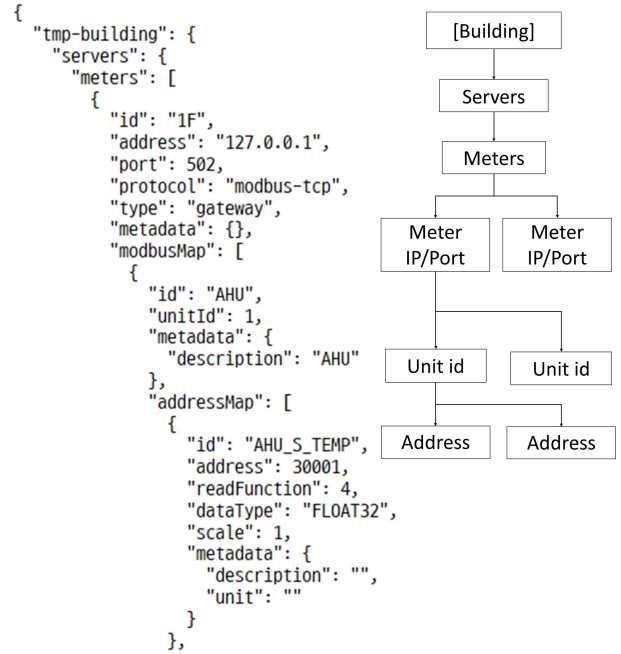 {
"tmp-building": {
"servers": {
"meters": [
{
"id": "1F",
"address": "127.0.0.1",
"port": 502,
"protocol": "modbus-tcp",
"type": "gateway",
"metadata": {},
"modbusMap": [
{
"id": "AHU",
"unitId": 1,
"metadata": {
"description": "AHU"
},
"addressMap": [
{
"id": "AHU_S_TEMP",
"address": 30001,
"readFunction": 4,
"dataType": "FLOAT32",
"scale": 1,
"metadata": {
"description": "",
"unit": ""
}
},
[Building]
Servers
Meters
Meter
IP/Port
Meter
IP/Port
Unit id
Unit id
Address
Address